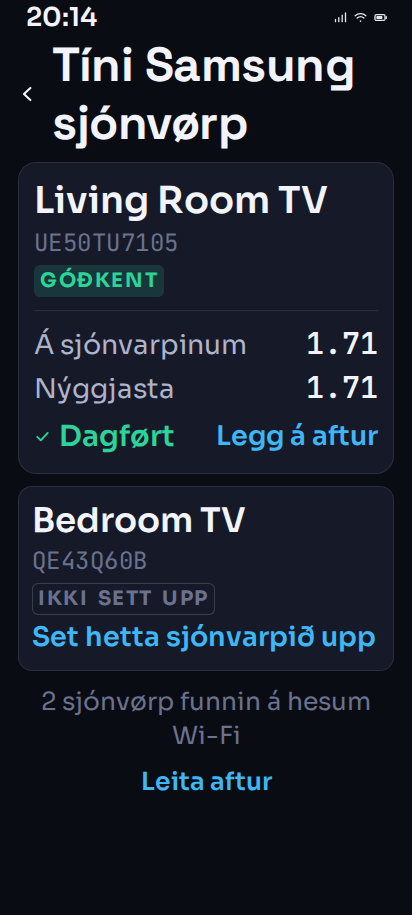 20:14
Tíni Samsung
sjónvørp
Living Room TV
UE50TU7105
GÓÐKENT
Á sjónvarpinum 1.71
Nýggjasta 1.71
Dagført Legg á aftur
Bedroom TV
QE43Q60B
IKKI SETT UPP
Set hetta sjónvarpið upp
2 sjónvørp funnin á hesum
Wi-Fi
Leita aftur